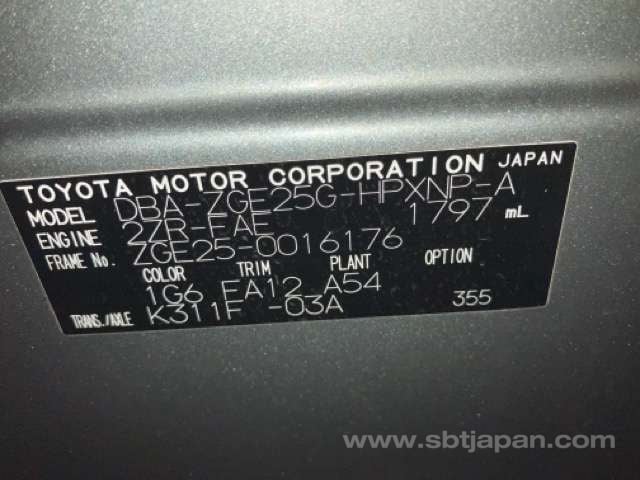 TOYOTA MOTOR CORPORATION JAPAN
MODEL DBA-ZGE25G-HPXNP-A
ENGINE 2ZR-FAE 1797 mL
FRAME No. ZGE25-0016176
COLOR TRIM PLANT OPTION
1G6 FA12 A54
TRANS./AXLE K311F -03A 355
www.sbtjapan.com